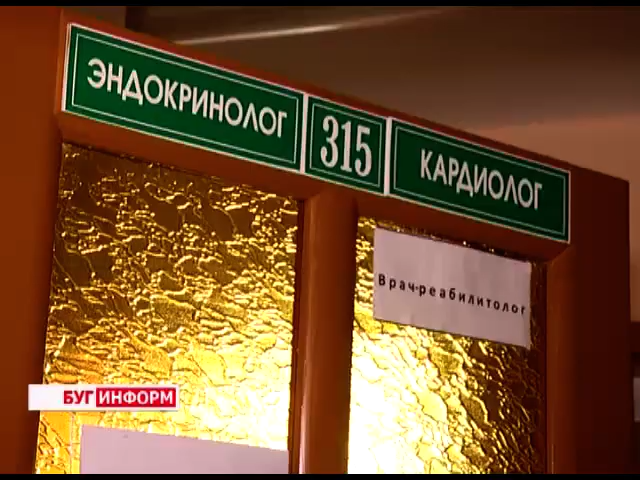 ЭНДОКРИНОЛОГ
315
КАРДИОЛОГ
Врач-реабилитолог
БУГ ИНФОРМ